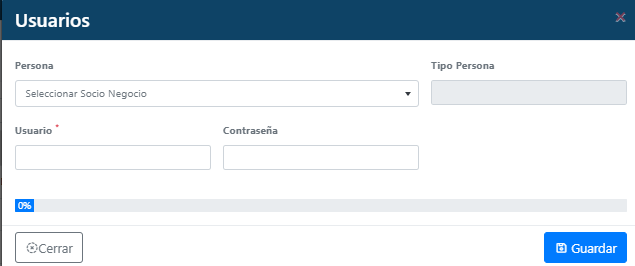 Usuarios
Persona
Tipo Persona
Seleccionar Socio Negocio
Usuario *
Contraseña
0%
Cerrar
Guardar